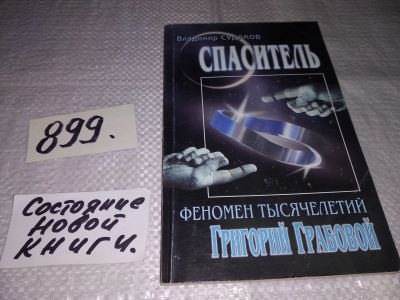 Владимир СУДАКОВ
СПАСИТЕЛЬ
ФЕНОМЕН ТЫСЯЧЕЛЕТИЙ
ГРИГОРИЙ ГРАБОВОЙ
899.
Состояние
новой
книги.